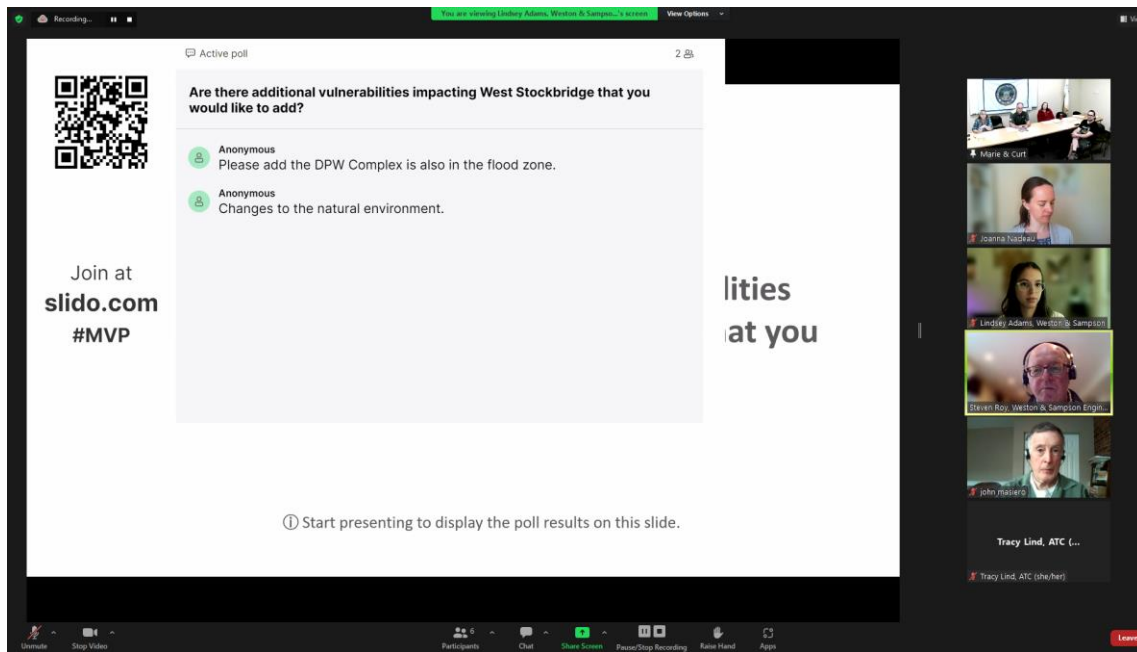 Recording...
You are viewing Lindsey Adams, Weston & Sampso...'s screen
View Options
Active poll
2
Are there additional vulnerabilities impacting West Stockbridge that you
would like to add?
Anonymous
Please add the DPW Complex is also in the flood zone.
Anonymous
Changes to the natural environment.
Join at
slido.com
#MVP
lities
at you
Start presenting to display the poll results on this slide.
Marie & Curt
Joanna Nadeau
Lindsey Adams, Weston & Sampson
Steven Roy, Weston & Sampson Engin...
john masiero
Tracy Lind, ATC (...
Tracy Lind, ATC (she/her)
Unmute
Stop Video
Participants
6
Chat
Share Screen
Pause/Stop Recording
Raise Hand
Apps
Leave